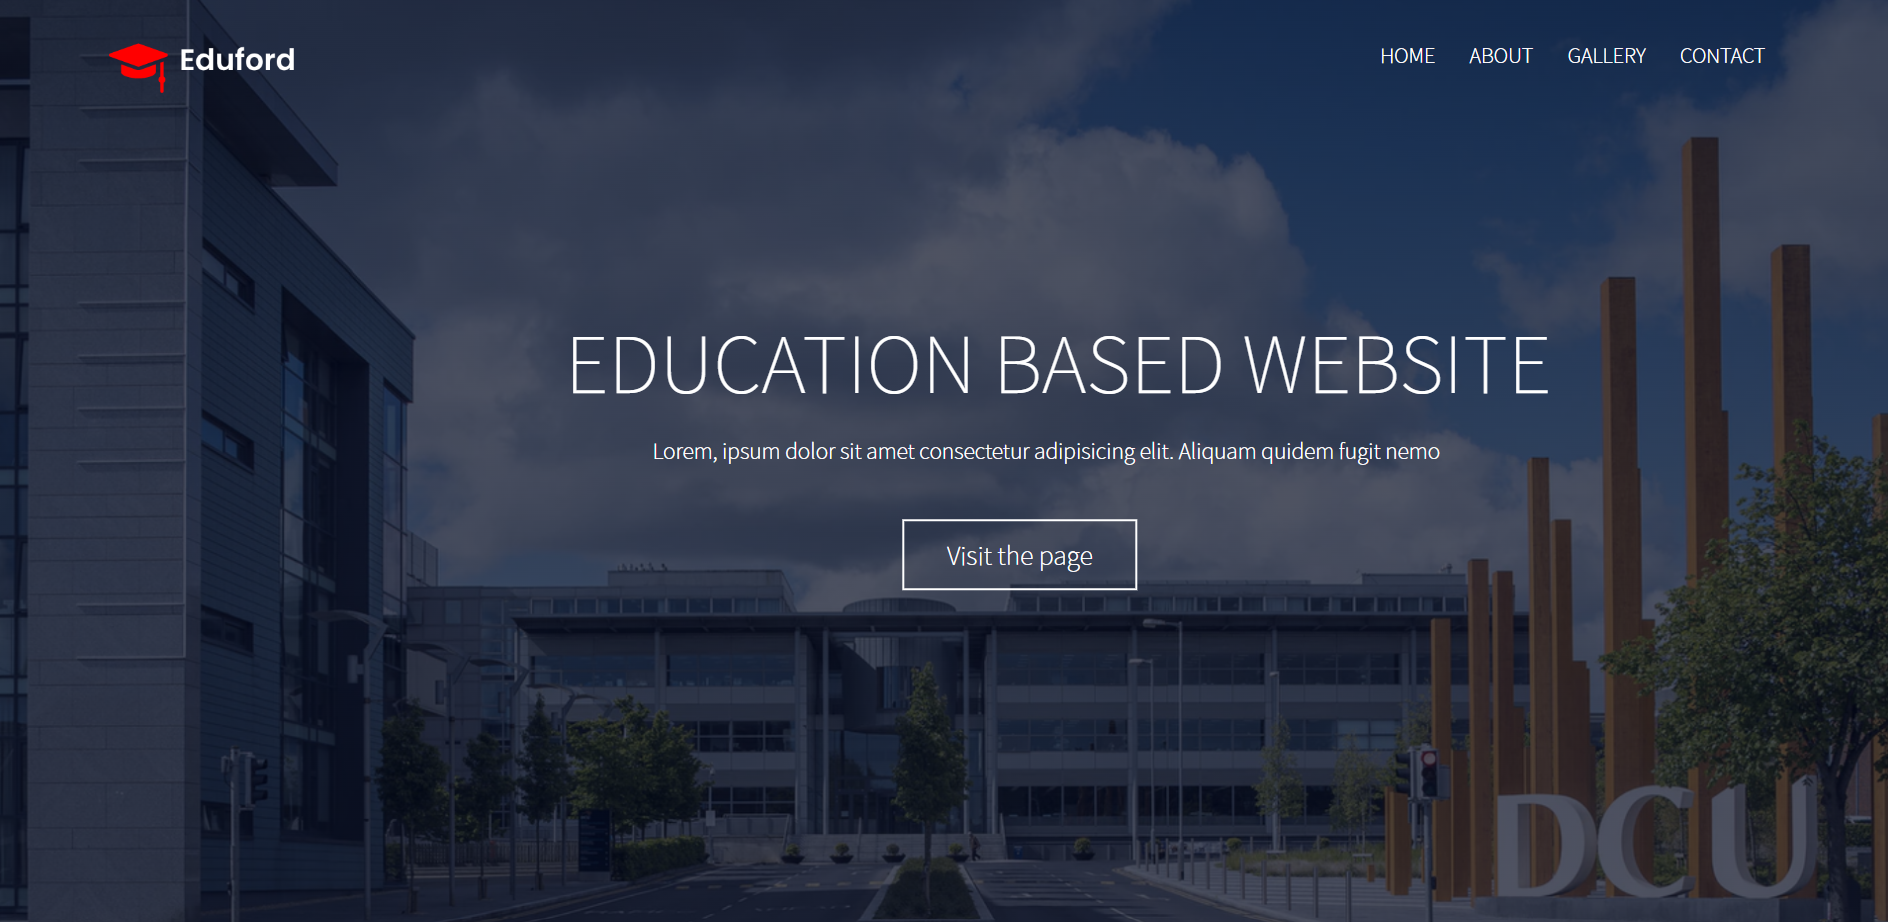 Eduford
HOME ABOUT GALLERY CONTACT
EDUCATION BASED WEBSITE
Lorem, ipsum dolor sit amet consectetur adipisicing elit. Aliquam quidem fugit nemo
Visit the page
DCU